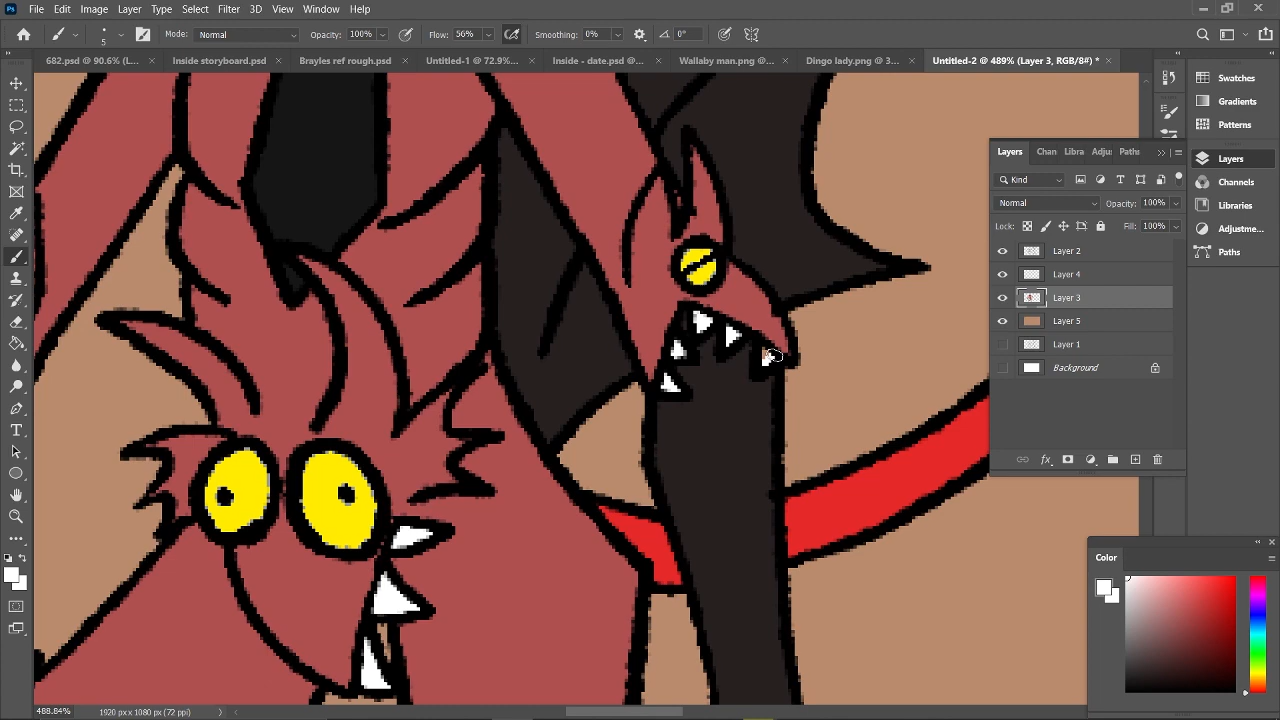 File Edit Image Layer Type Select Filter 3D View Window Help
5 Mode: Normal Opacity: 100% Flow: 56% Smoothing: 0% 0°
682.psd @ 90.6% (L... Inside storyboard.psd Brayles ref rough.psd Untitled-1 @ 72.9%... Inside - date.psd @... Wallaby man.png @... Dingo lady.png @ 3... Untitled-2 @ 489% (Layer 3, RGB/8#) *
Swatches
Gradients
Patterns
Layers
Channels
Libraries
Adjustme...
Paths
Layers Chan Libra Adju Paths
Kind
Normal Opacity: 100%
Lock: Fill: 100%
Layer 2
Layer 4
Layer 3
Layer 5
Layer 1
Background
Color
488.84% 1920 px x 1080 px (72 ppi)